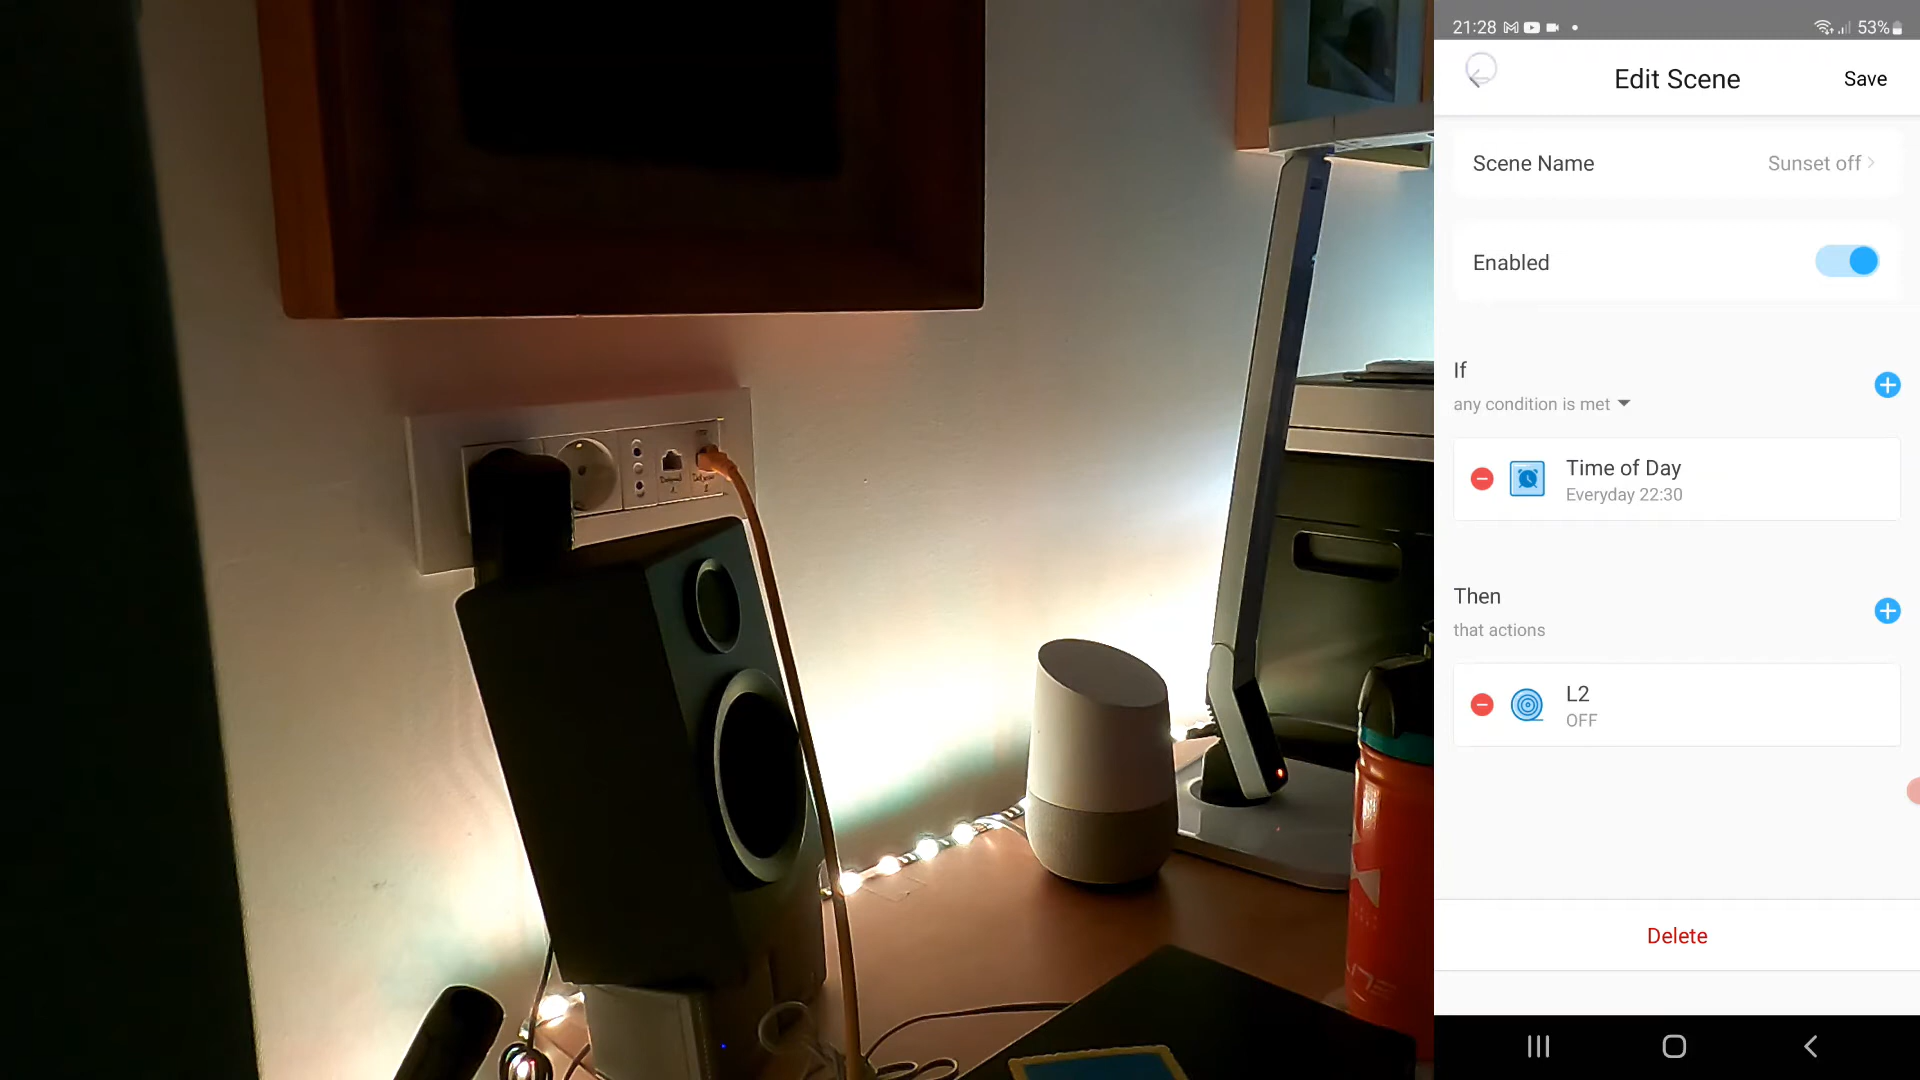 21:28
53%
Edit Scene
Save
Scene Name
Sunset off
Enabled
If
any condition is met
Time of Day
Everyday 22:30
Then
that actions
L2
OFF
Delete